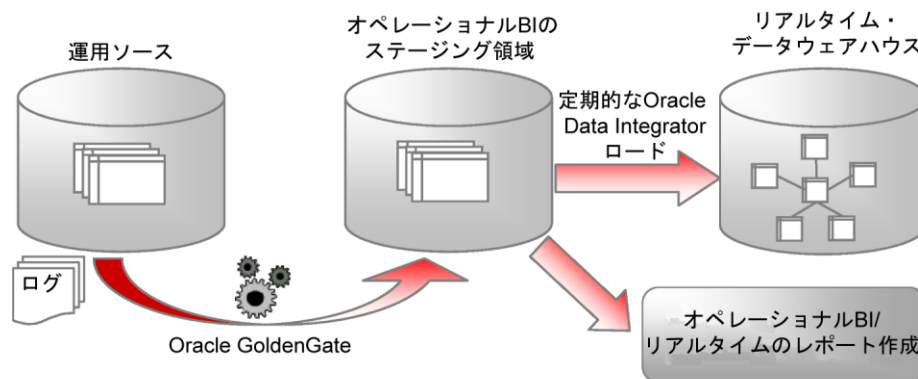 運用ソース
オペレーショナルBIの
ステージング領域
リアルタイム・
データウェアハウス
定期的なOracle
Data Integrator
ロード
ログ
Oracle GoldenGate
オペレーショナルBI/
リアルタイムのレポート作成